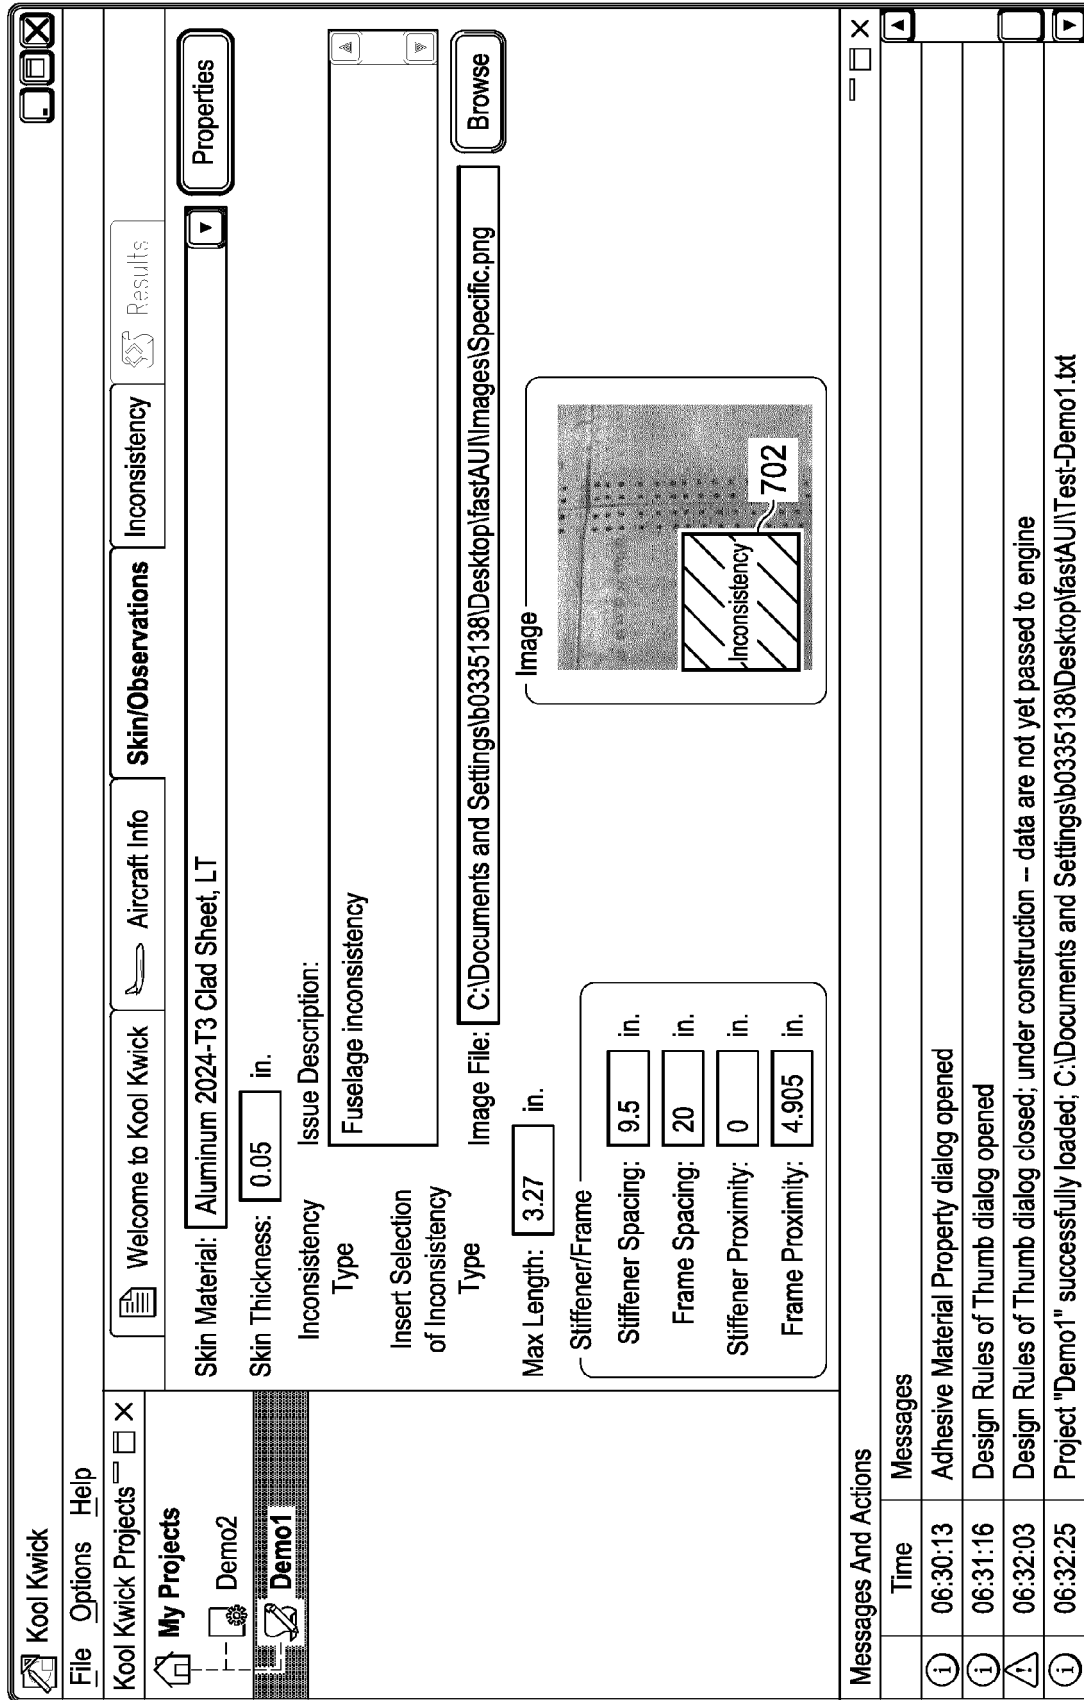 Kool Kwick
File Options Help
Kool Kwick Projects
My Projects
Demo2
Demo1
Welcome to Kool Kwick
Aircraft Info
Skin/Observations
Inconsistency
Results
Skin Material: Aluminum 2024-T3 Clad Sheet, LT
Properties
Skin Thickness: 0.05 in.
Inconsistency
Type
Issue Description:
Fuselage inconsistency
Insert Selection
of Inconsistency
Type
Image File: C:\Documents and Settings\b0335138\Desktop\fastAUI\Images\Specific.png
Browse
Max Length: 3.27 in.
Stiffener/Frame
Stiffener Spacing: 9.5 in.
Frame Spacing: 20 in.
Stiffener Proximity: 0 in.
Frame Proximity: 4.905 in.
Image
Inconsistency
702
Messages And Actions
Time Messages
06:30:13 Adhesive Material Property dialog opened
06:31:16 Design Rules of Thumb dialog opened
06:32:03 Design Rules of Thumb dialog closed; under construction -- data are not yet passed to engine
06:32:25 Project "Demo1" successfully loaded; C:\Documents and Settings\b0335138\Desktop\fastAUI\Test-Demo1.txt